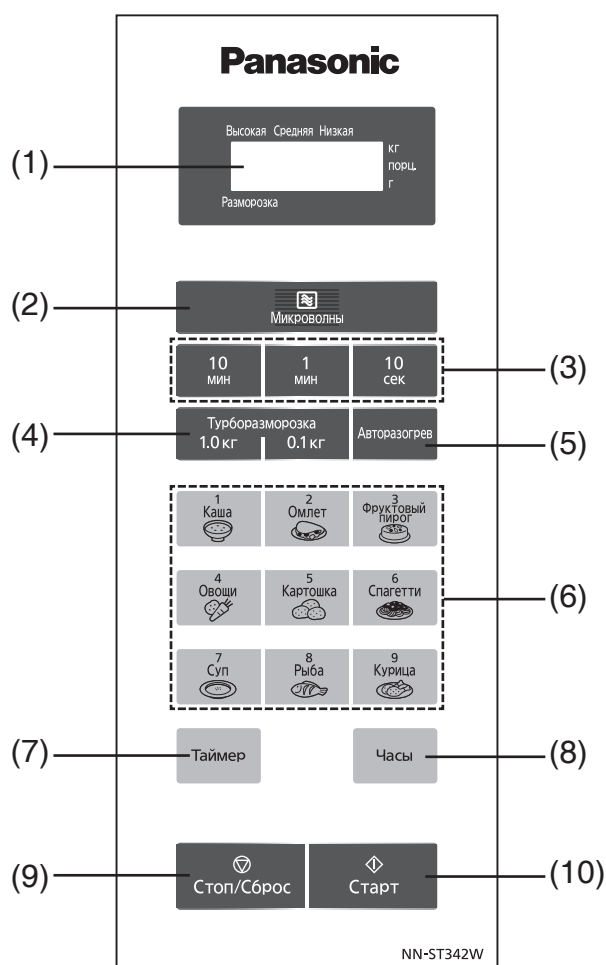 Panasonic
Высокая Средняя Низкая
кг
(1)
порц.
г
Разморозка
(2)
Микроволны
10 мин
1 мин
10 сек
(3)
(4)
Турборазморозка
1.0 кг 0.1 кг
Авторазогрев
(5)
1 Каша
2 Омлет
3 Фруктовый пирог
4 Овощи
5 Картошка
6 Спагетти
(6)
7 Суп
8 Рыба
9 Курица
(7)
Таймер
Часы
(8)
(9)
Стоп/Сброс
Старт
(10)
NN-ST342W